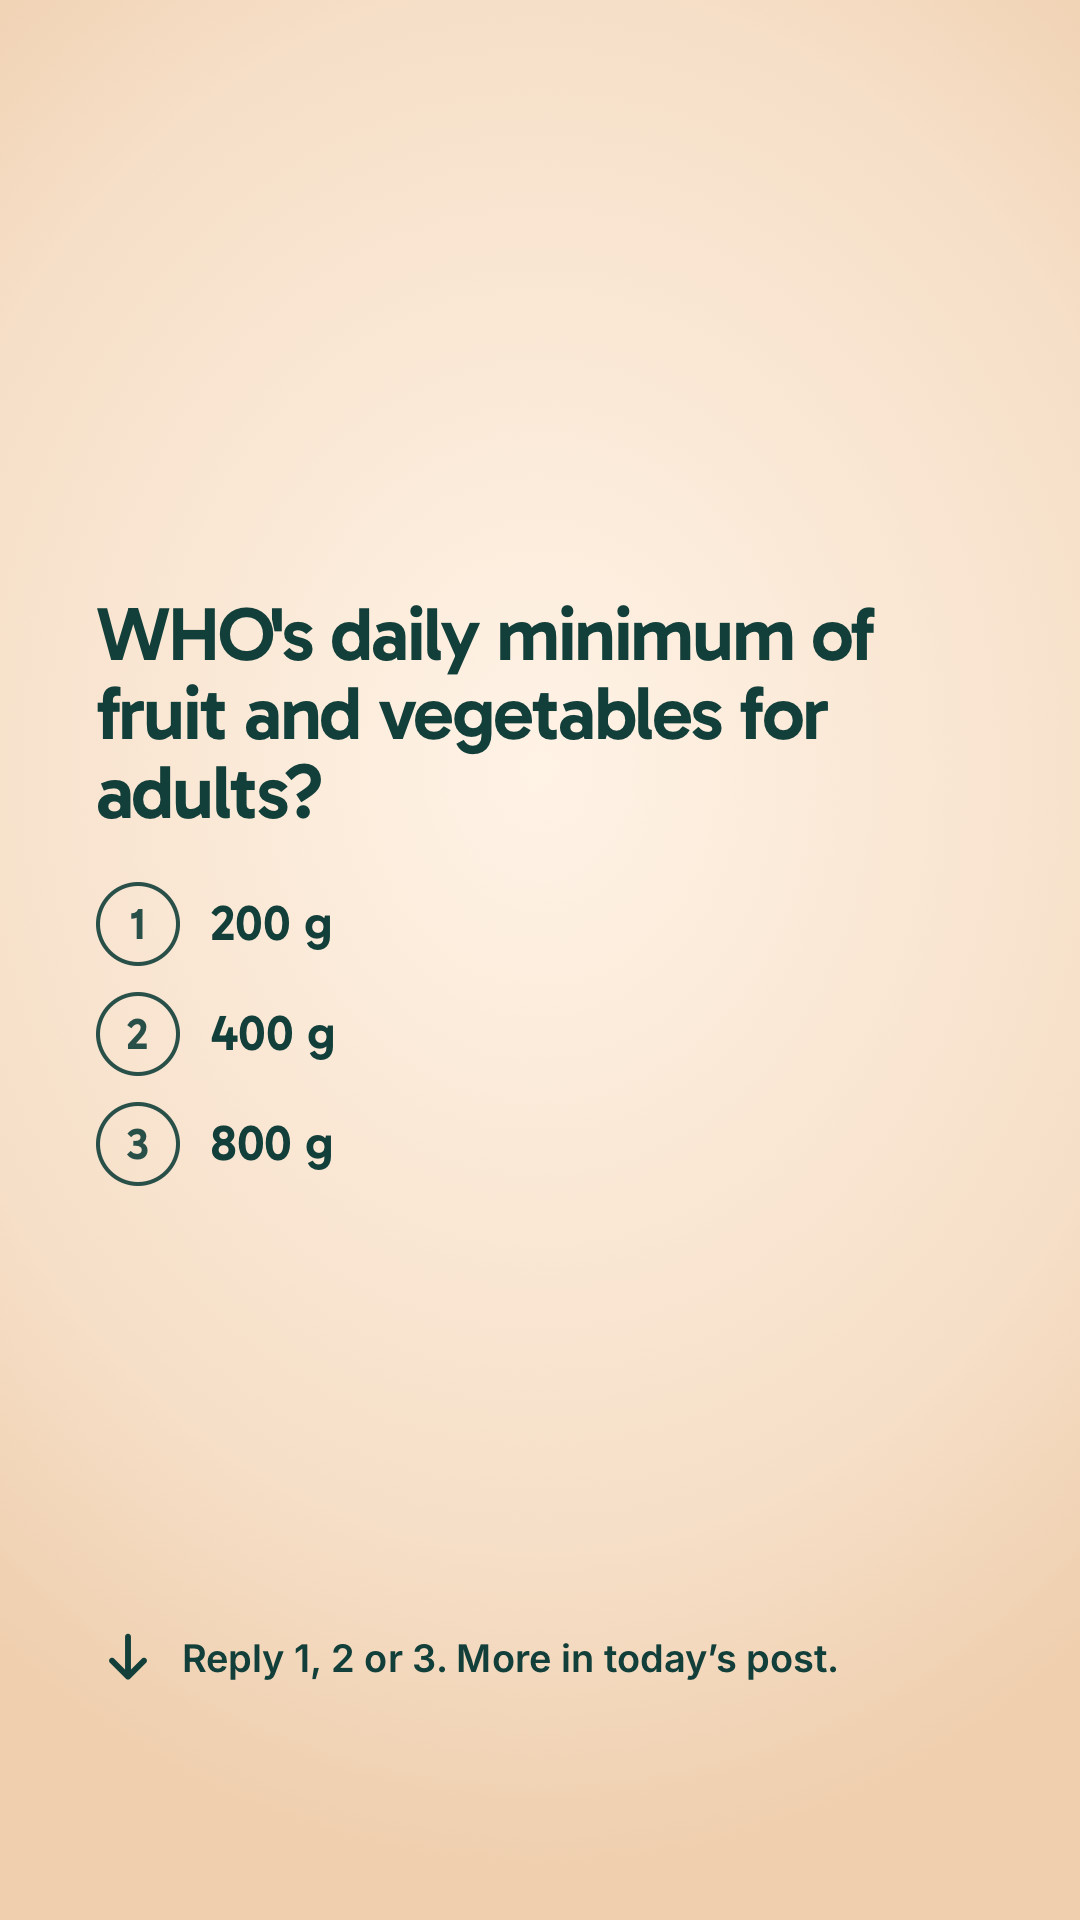 WHO's daily minimum of
fruit and vegetables for
adults?
1 200 g
2 400 g
3 800 g
Reply 1, 2 or 3. More in today’s post.